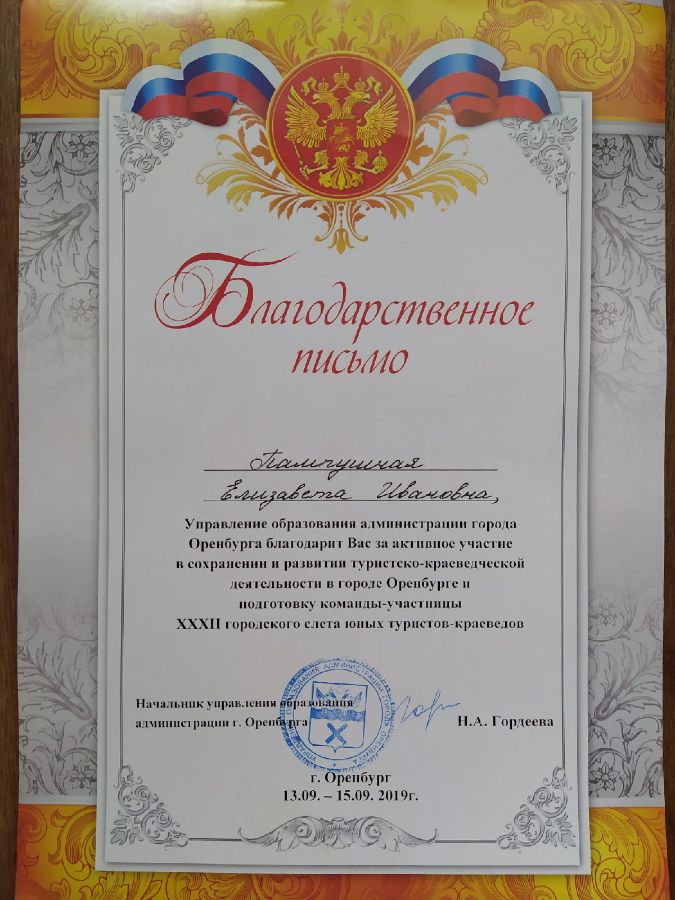 Благодарственное
письмо
Пампушная
Елизавета Ивановна,
Управление образования администрации города
Оренбурга благодарит Вас за активное участие
в сохранении и развитии туристско-краеведческой
деятельности в городе Оренбурге и
подготовку команды-участницы
XXXII городского слета юных туристов-краеведов
Начальник управления образования
администрации г. Оренбурга
Н.А. Гордеева
г. Оренбург
13.09. – 15.09. 2019г.